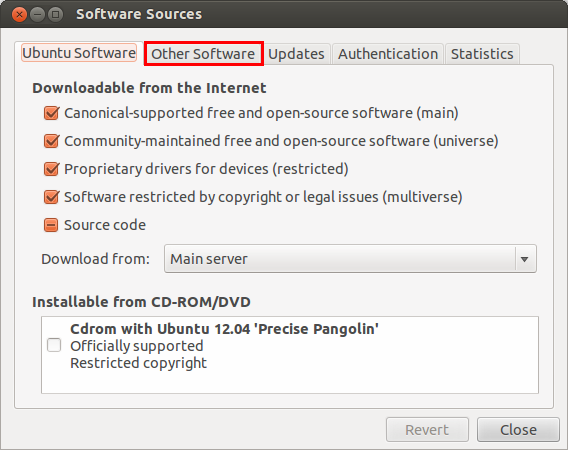 Software Sources
Ubuntu Software Other Software Updates Authentication Statistics
Downloadable from the Internet
Canonical-supported free and open-source software (main)
Community-maintained free and open-source software (universe)
Proprietary drivers for devices (restricted)
Software restricted by copyright or legal issues (multiverse)
Source code
Download from: Main server
Installable from CD-ROM/DVD
Cdrom with Ubuntu 12.04 'Precise Pangolin'
Officially supported
Restricted copyright
Revert Close